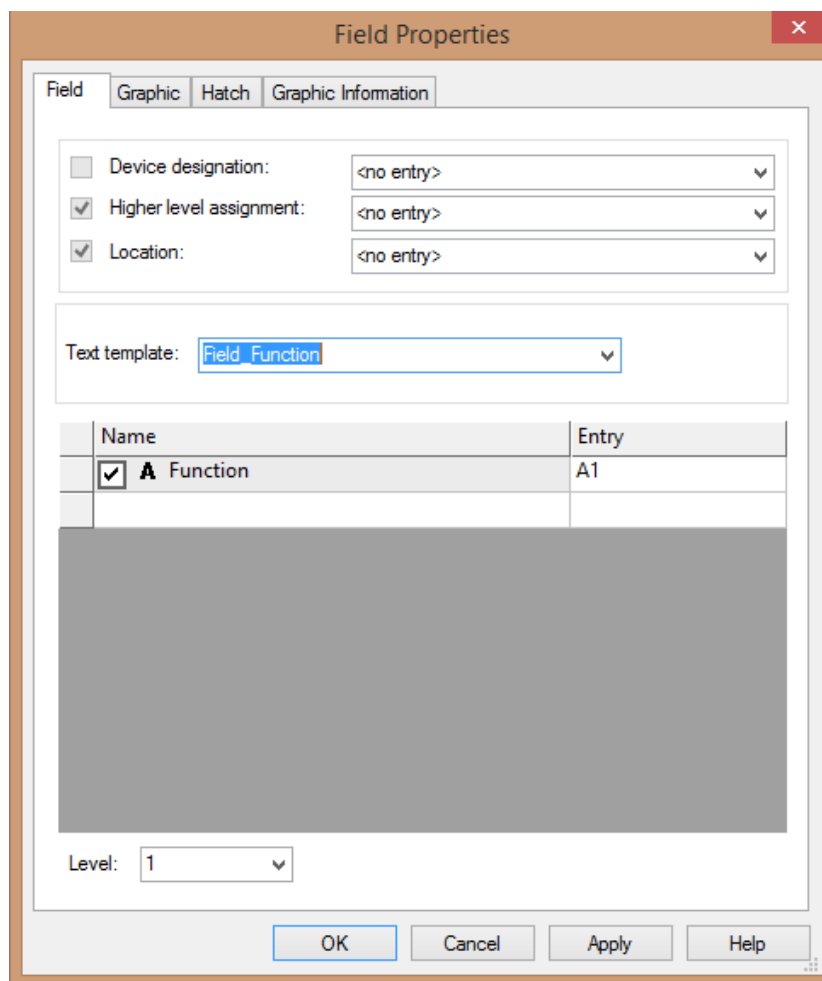 Field Properties
Field Graphic Hatch Graphic Information
Device designation: <no entry>
Higher level assignment: <no entry>
Location: <no entry>
Text template: Field_Function
Name Entry
A Function A1
Level: 1
OK Cancel Apply Help